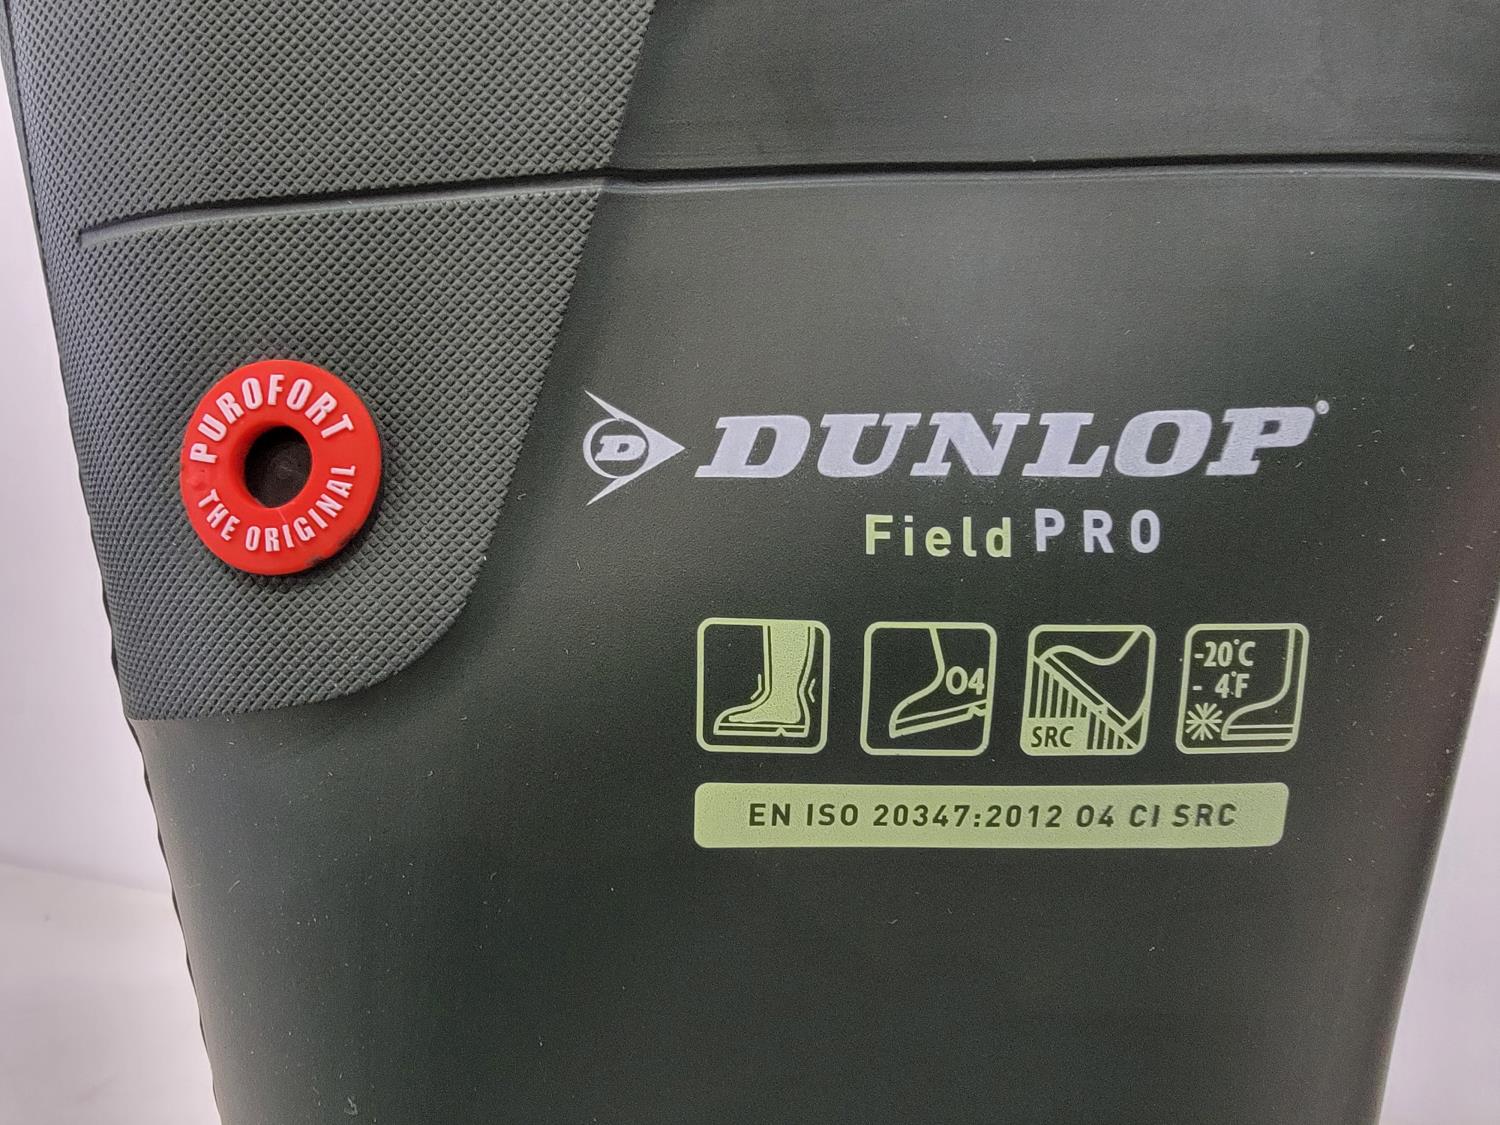 PUROFORT
THE ORIGINAL
D DUNLOP®
Field PRO
04
SRC
-20°C
- 4°F
EN ISO 20347:2012 04 CI SRC